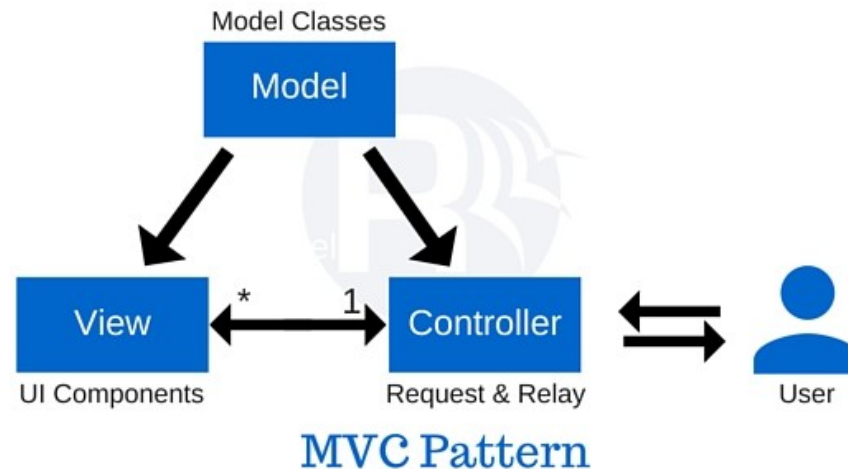 Model Classes
Model
* 1
View
Controller
UI Components
Request & Relay
User
MVC Pattern